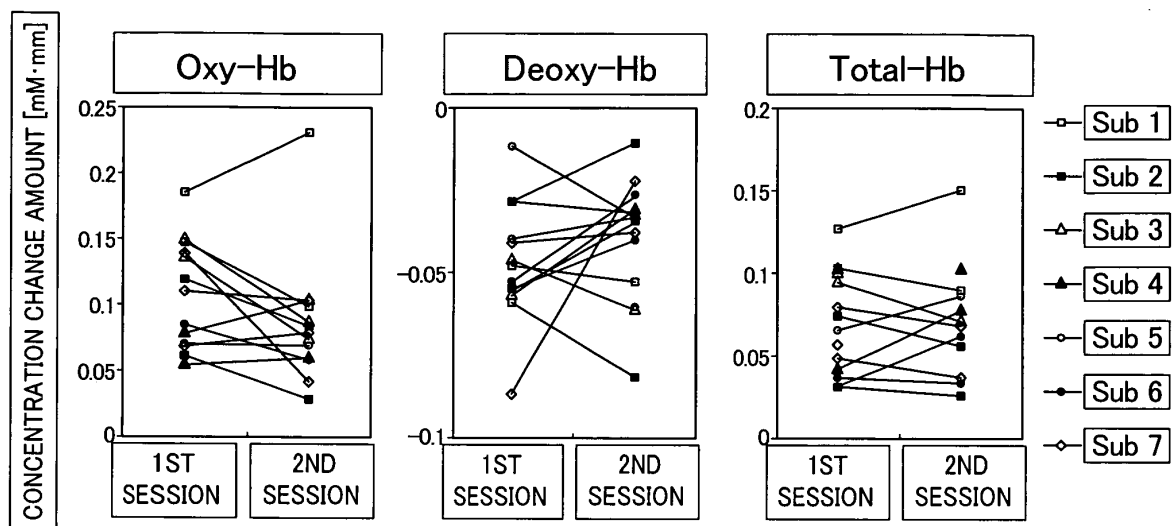 CONCENTRATION CHANGE AMOUNT [mM·mm]
Oxy-Hb
0.25
0.2
0.15
0.1
0.05
0
1ST SESSION
2ND SESSION
Deoxy-Hb
0
-0.05
-0.1
1ST SESSION
2ND SESSION
Total-Hb
0.2
0.15
0.1
0.05
0
1ST SESSION
2ND SESSION
Sub 1
Sub 2
Sub 3
Sub 4
Sub 5
Sub 6
Sub 7